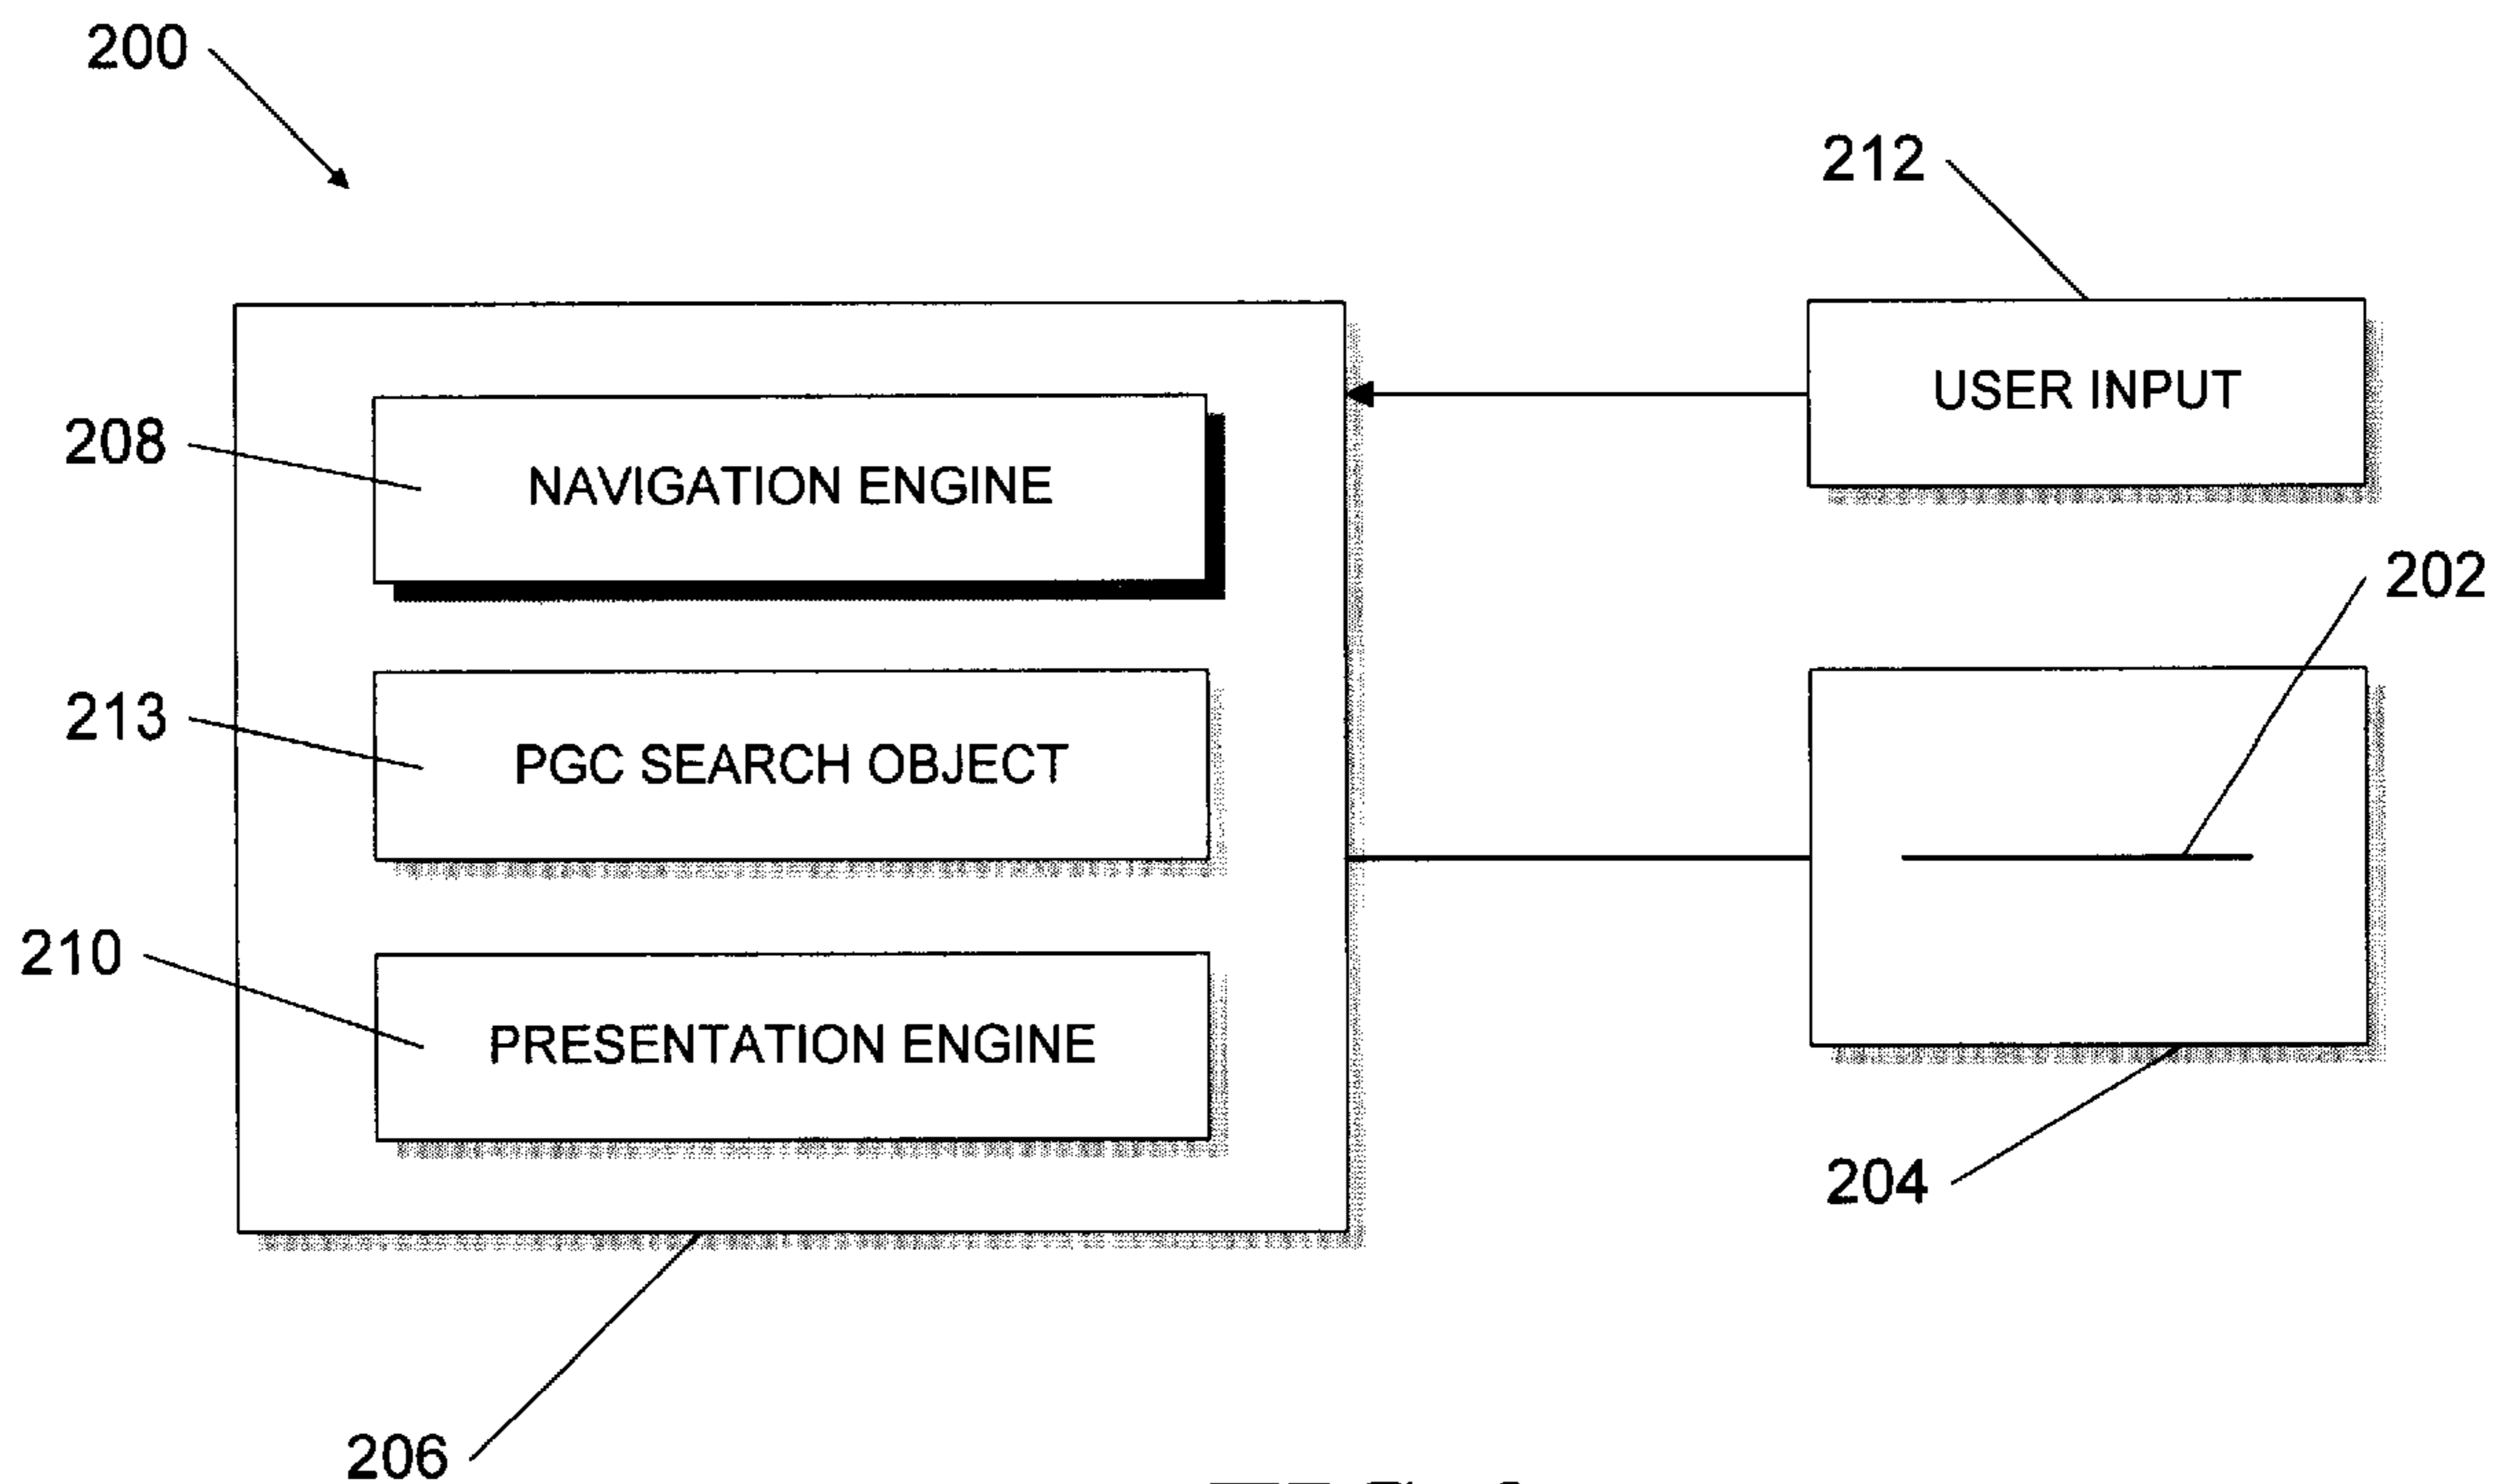 200
212
USER INPUT
208
NAVIGATION ENGINE
202
213
PGC SEARCH OBJECT
210
PRESENTATION ENGINE
204
206